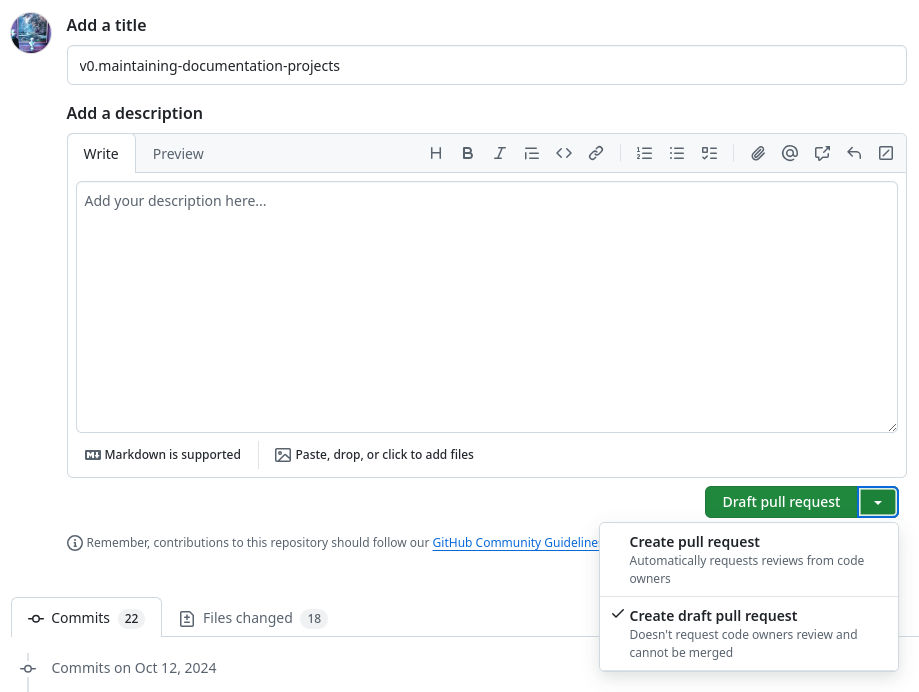 Add a title
v0.maintaining-documentation-projects
Add a description
Write
Preview
Add your description here...
Markdown is supported
Paste, drop, or click to add files
Draft pull request
Remember, contributions to this repository should follow our GitHub Community Guidelines
Create pull request
Automatically requests reviews from code
owners
Create draft pull request
Doesn't request code owners review and
cannot be merged
Commits 22
Files changed 18
Commits on Oct 12, 2024